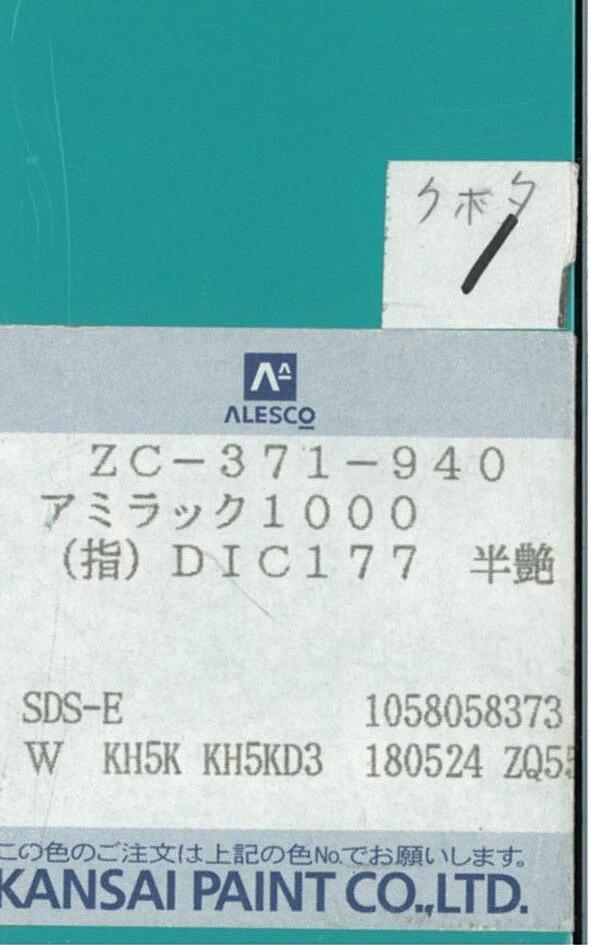 クボタ
ALESCO
ZC-371-940
アミラック1000
(指) DIC177 半艶
SDS-E 1058058373
W KH5K KH5KD3 180524 ZQ55
この色のご注文は上記の色No.でお願いします。
KANSAI PAINT CO.,LTD.